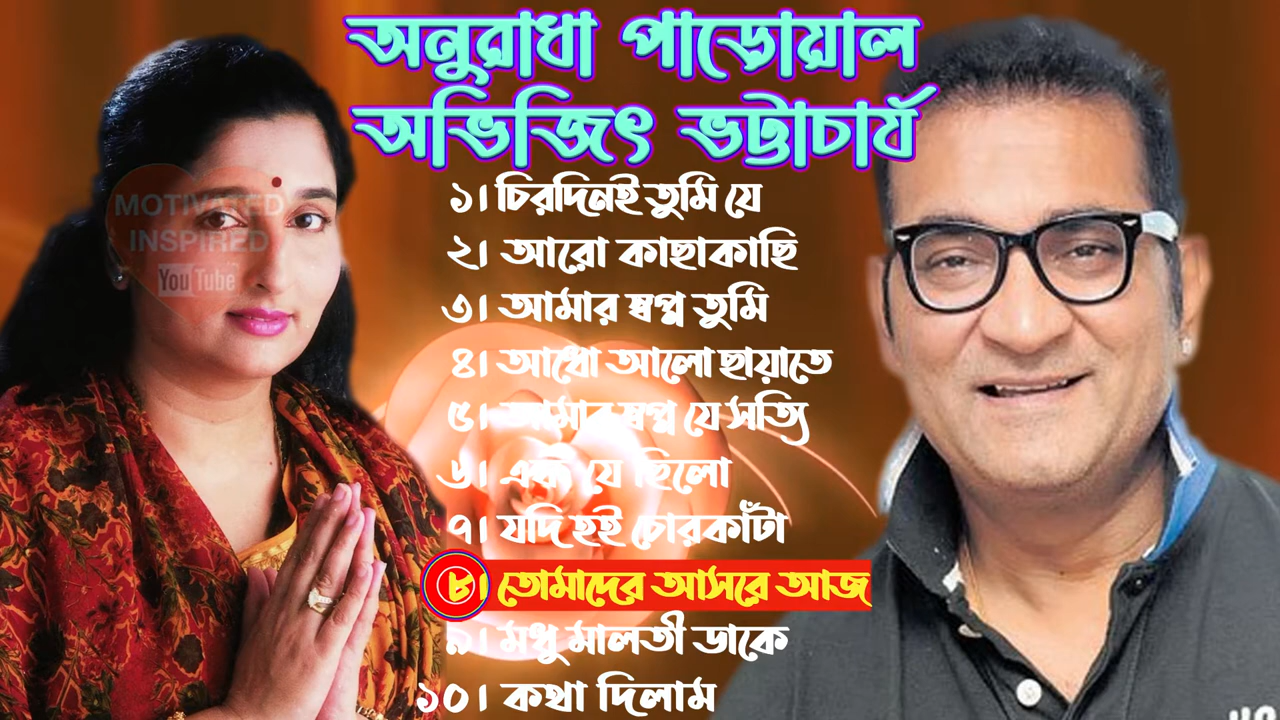 অনুরাধা পাড়োয়াল
অভিজিৎ ভট্টাচার্য
MOTIVATED
INSPIRED
YouTube
১। চিরদিনই তুমি যে
২। আরো কাছাকাছি
৩। আমার স্বপ্ন তুমি
৪। আধো আলো ছায়াতে
৫। আমার স্বপ্ন যে সত্যি
৬। এক যে ছিলো
৭। যদি হই চোরকাঁটা
৮। তোমাদের আসরে আজ
৯। মধু মালতী ডাকে
১০। কথা দিলাম